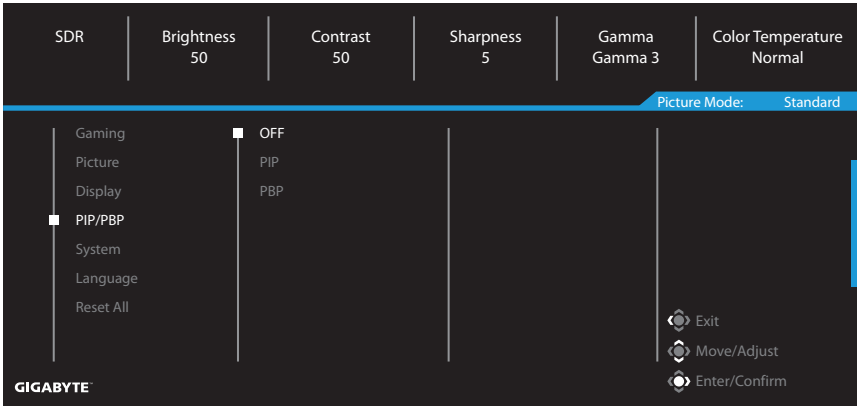 SDR
Brightness
50
Contrast
50
Sharpness
5
Gamma
Gamma 3
Color Temperature
Normal
Picture Mode: Standard
Gaming
Picture
Display
PIP/PBP
System
Language
Reset All
OFF
PIP
PBP
Exit
Move/Adjust
Enter/Confirm
GIGABYTE™